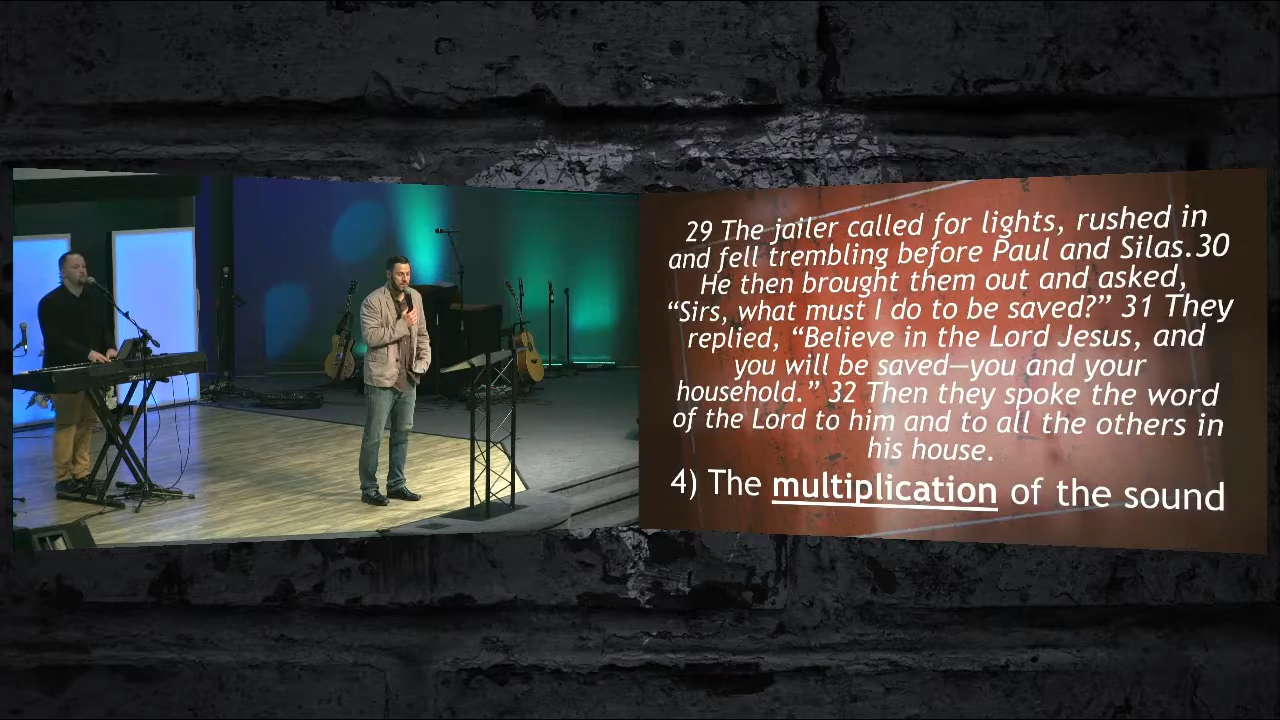 29 The jailer called for lights, rushed in
and fell trembling before Paul and Silas.30
He then brought them out and asked,
“Sirs, what must I do to be saved?” 31 They
replied, “Believe in the Lord Jesus, and
you will be saved—you and your
household.” 32 Then they spoke the word
of the Lord to him and to all the others in
his house.
4) The multiplication of the sound